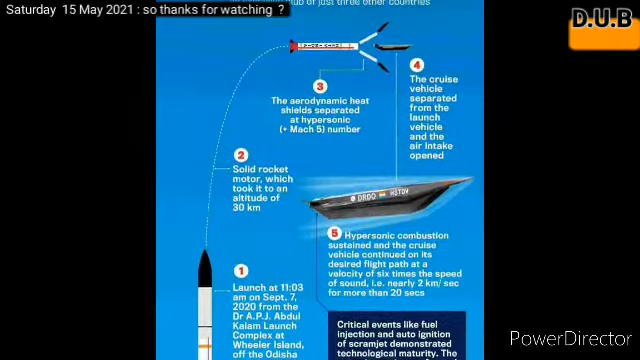 Saturday 15 May 2021 : so thanks for watching ?
D.U.B
club of just three other countries
4
The cruise
vehicle
separated
from the
launch
vehicle
and the
air intake
opened
3
The aerodynamic heat
shields separated
at hypersonic
(+ Mach 5) number
2
Solid rocket
motor, which
took it to an
altitude of
30 km
DRDO HSTDV
5 Hypersonic combustion
sustained and the cruise
vehicle continued on its
desired flight path at a
velocity of six times the speed
of sound, i.e. nearly 2 km/ sec
for more than 20 secs
1
Launch at 11:03
am on Sept. 7,
2020 from the
Dr A.P.J. Abdul
Kalam Launch
Complex at
Wheeler Island,
off the Odisha
Critical events like fuel
injection and auto ignition
of scramjet demonstrated
technological maturity. The
PowerDirector